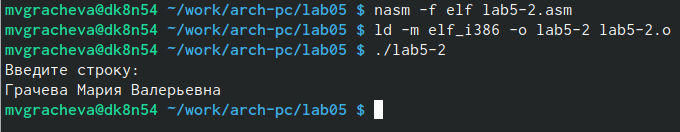 mvgracheva@dk8n54 ~/work/arch-pc/lab05 $ nasm -f elf lab5-2.asm
mvgracheva@dk8n54 ~/work/arch-pc/lab05 $ ld -m elf_i386 -o lab5-2 lab5-2.o
mvgracheva@dk8n54 ~/work/arch-pc/lab05 $ ./lab5-2
Введите строку:
Грачева Мария Валерьевна
mvgracheva@dk8n54 ~/work/arch-pc/lab05 $